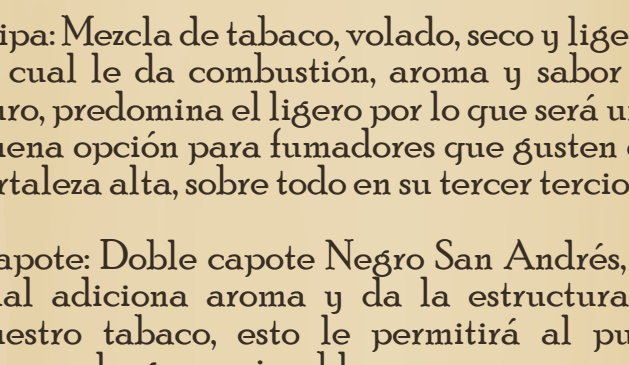 ipa: Mezcla de tabaco, volado, seco y lige
cual le da combustión, aroma y sabor
uro, predomina el ligero por lo que será u
uena opción para fumadores que gusten
rtaleza alta, sobre todo en su tercer tercio
apote: Doble capote Negro San Andrés,
ual adiciona aroma y da la estructura
uestro tabaco, esto le permitirá al pu